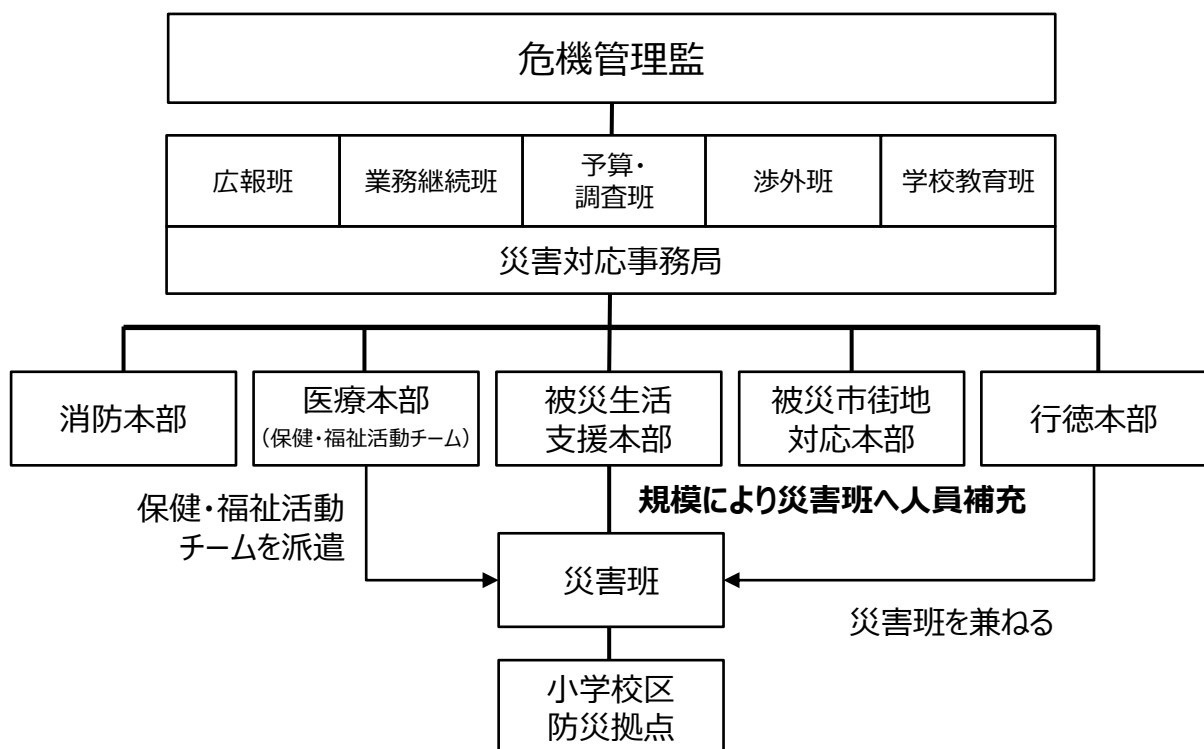 危機管理監
広報班
業務継続班
予算・
調査班
渉外班
学校教育班
災害対応事務局
消防本部
医療本部
（保健・福祉活動チーム）
被災生活
支援本部
被災市街地
対応本部
行徳本部
保健・福祉活動
チームを派遣
規模により災害班へ人員補充
災害班
災害班を兼ねる
小学校区
防災拠点